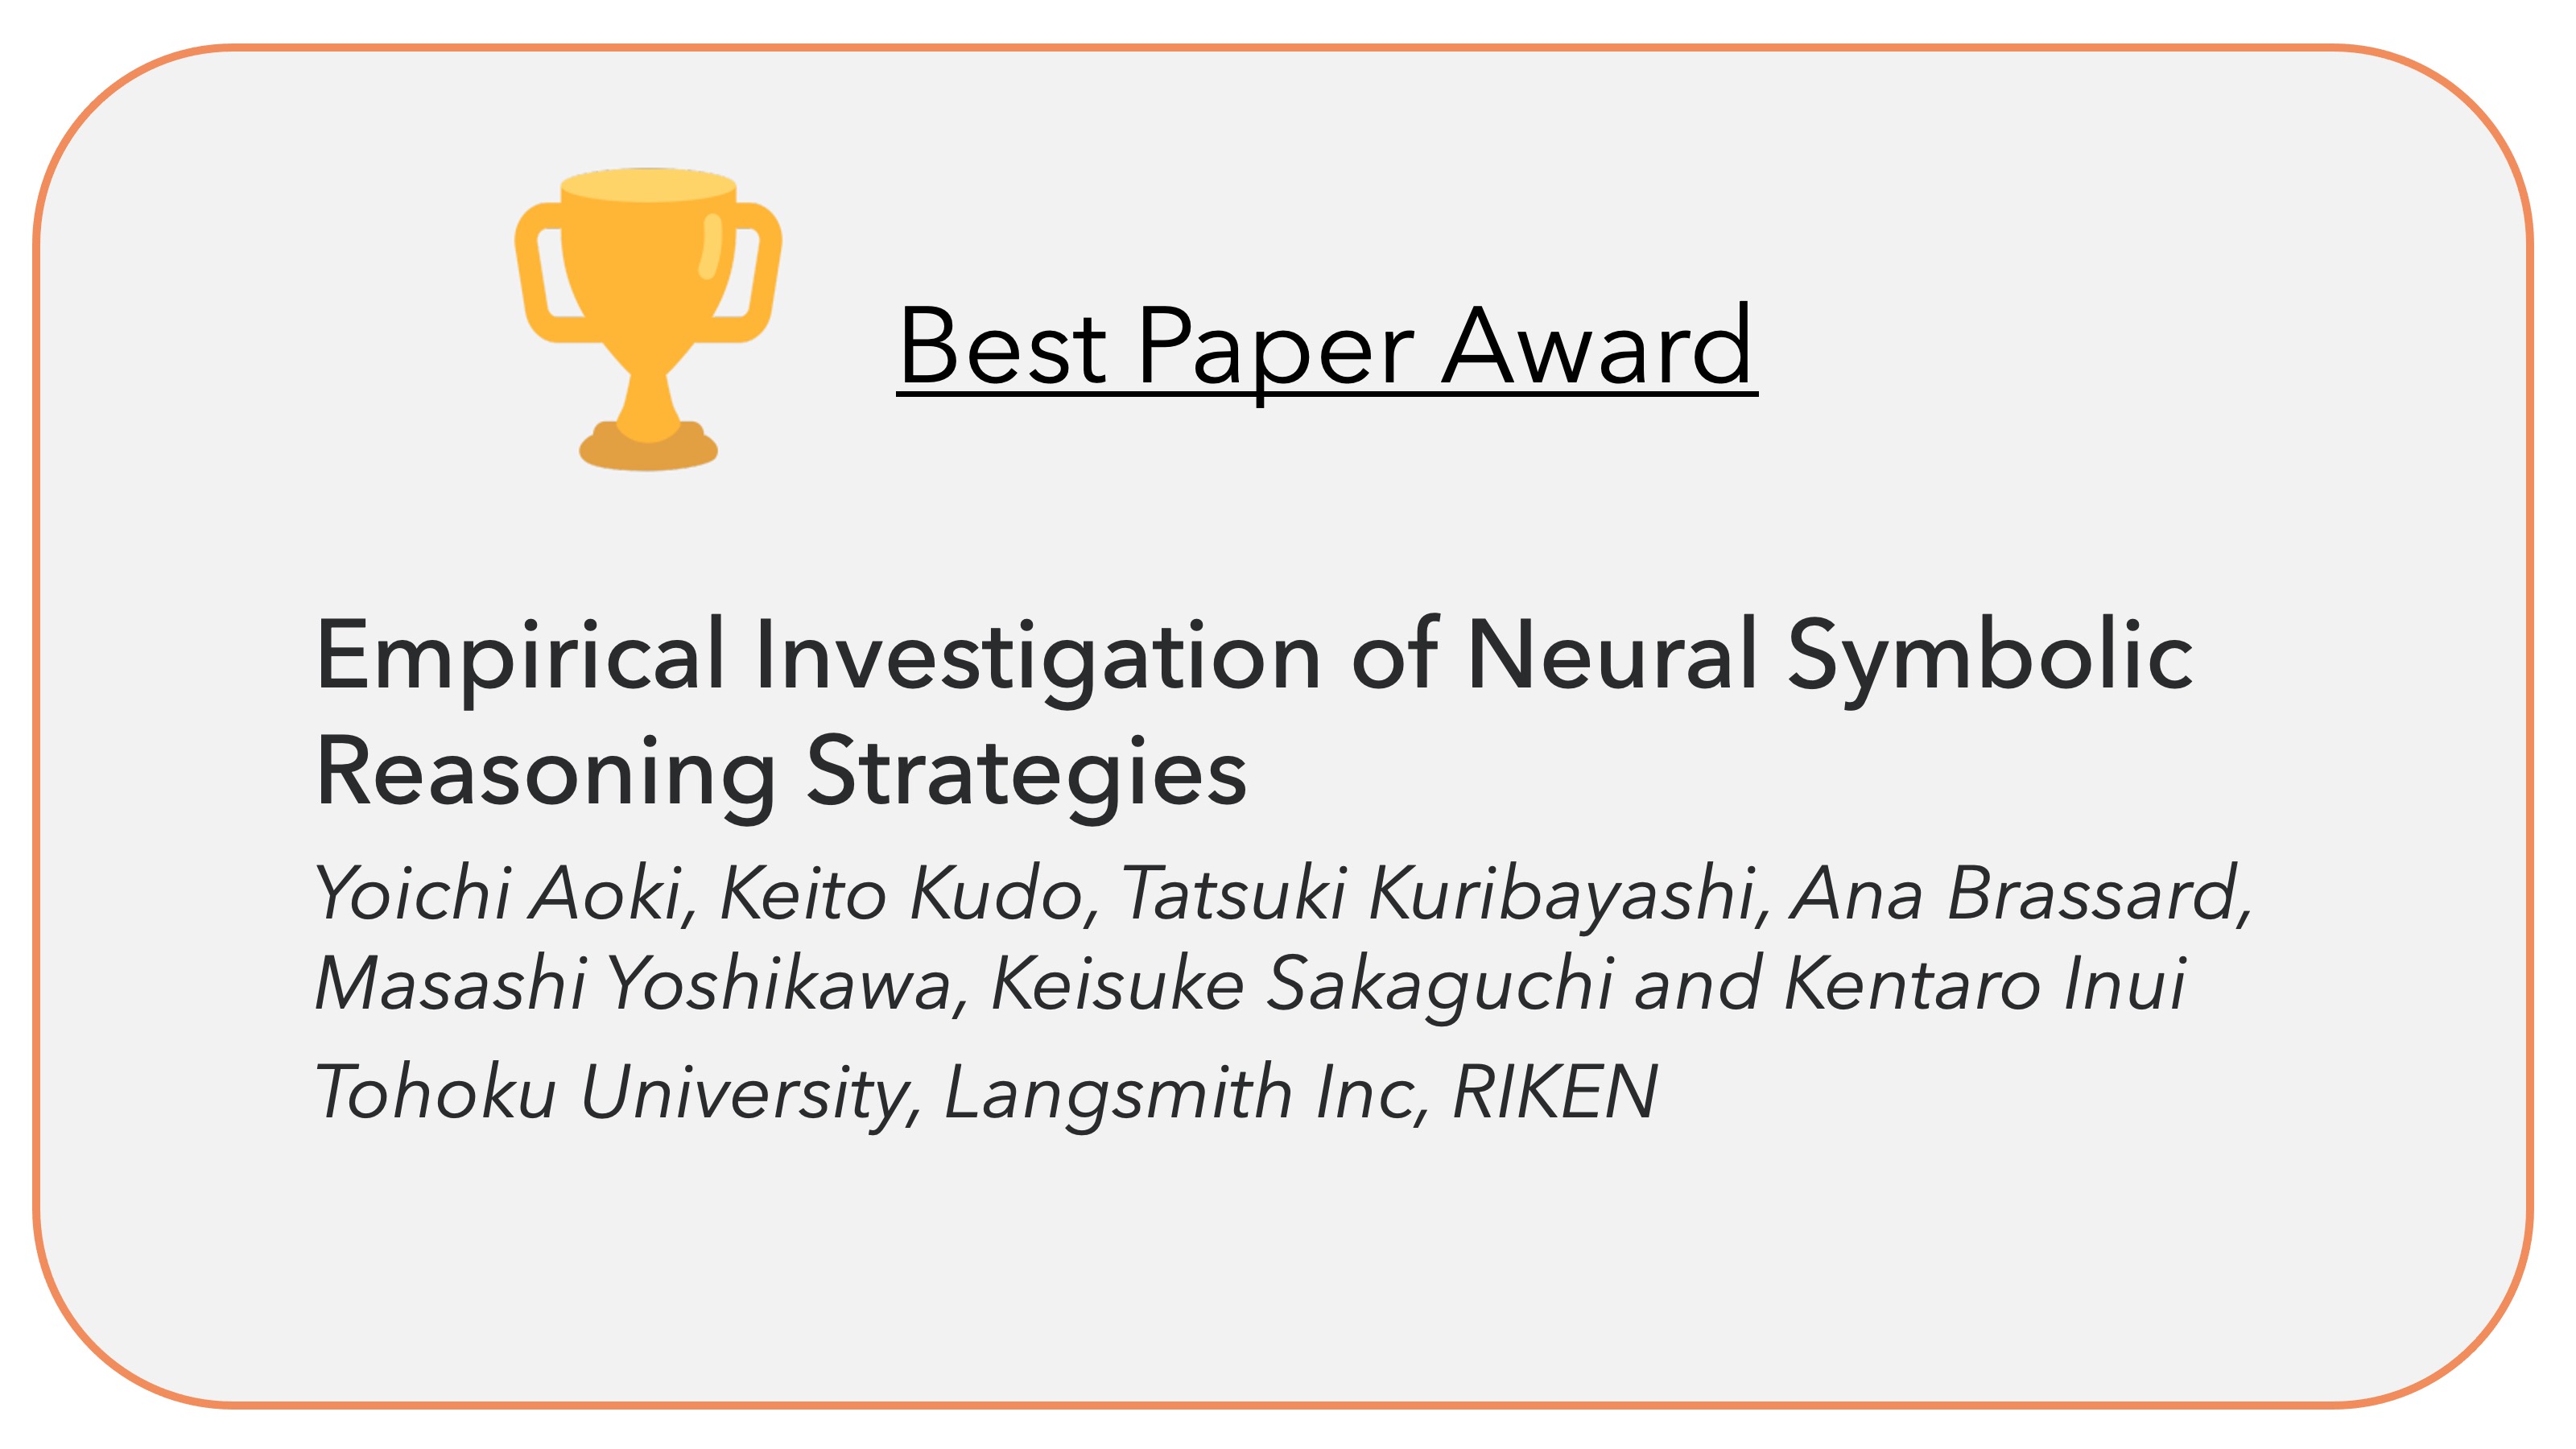 Best Paper Award
Empirical Investigation of Neural Symbolic
Reasoning Strategies
Yoichi Aoki, Keito Kudo, Tatsuki Kuribayashi, Ana Brassard,
Masashi Yoshikawa, Keisuke Sakaguchi and Kentaro Inui
Tohoku University, Langsmith Inc, RIKEN